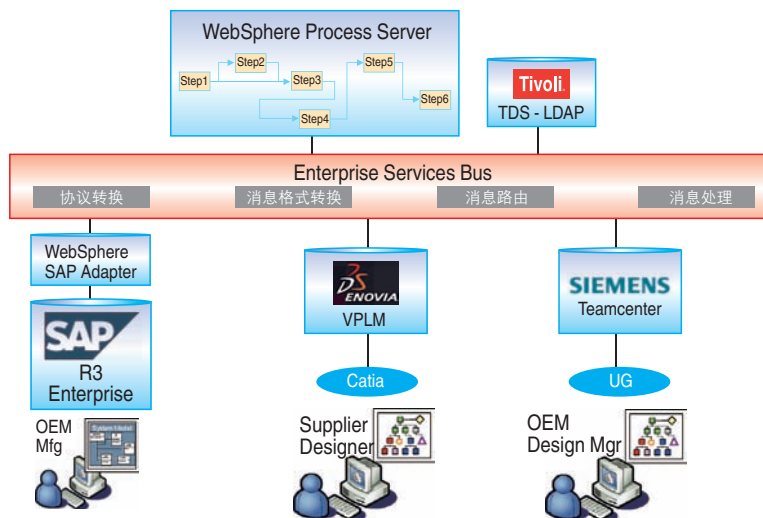 WebSphere Process Server
Step1
Step2
Step3
Step4
Step5
Step6
Tivoli.
TDS - LDAP
Enterprise Services Bus
协议转换
消息格式转换
消息路由
消息处理
WebSphere
SAP Adapter
SAP
R3
Enterprise
OEM
Mfg
DS
ENOVIA
VPLM
Catia
Supplier
Designer
SIEMENS
Teamcenter
UG
OEM
Design Mgr